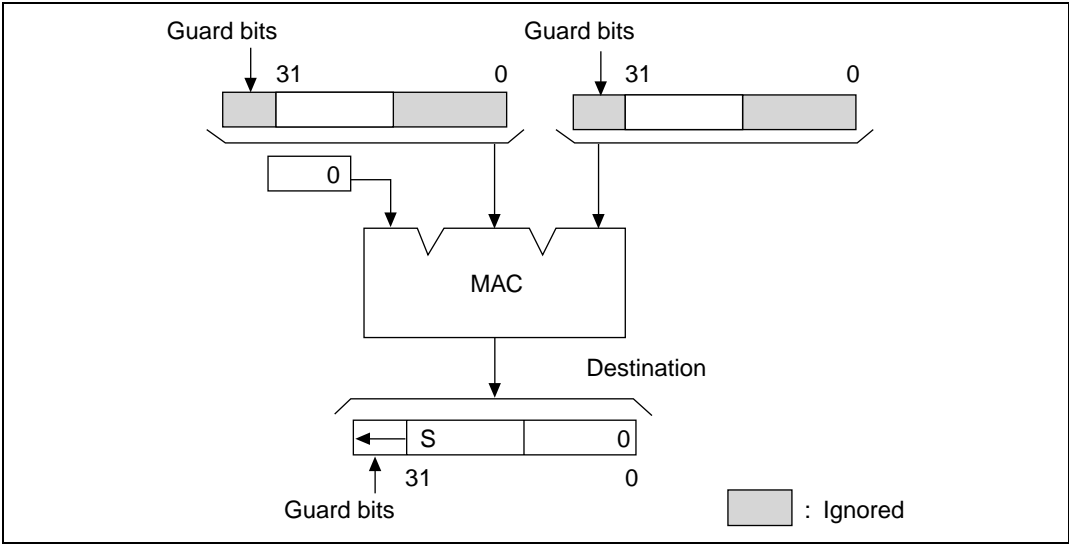 Guard bits
Guard bits
31 0
31 0
0
MAC
Destination
S 0
31 0
Guard bits
: Ignored